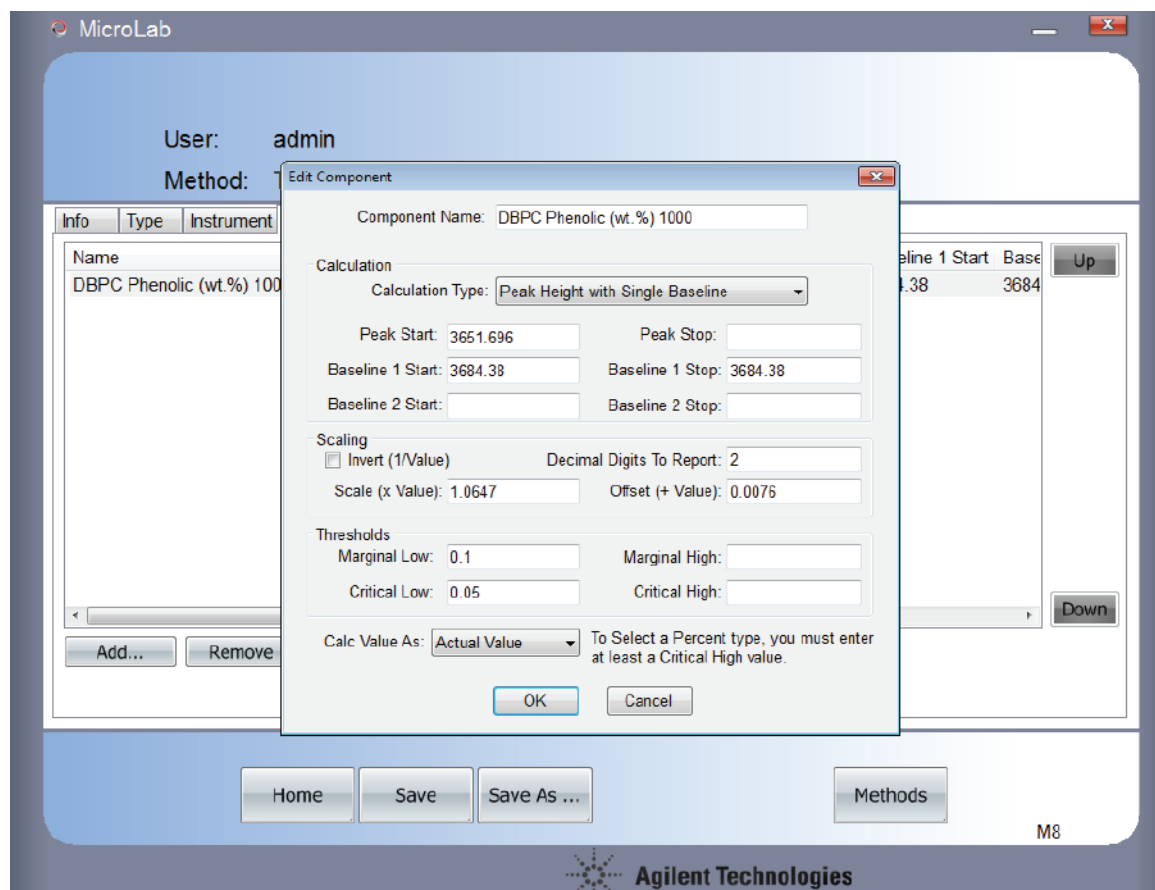 MicroLab
User: admin
Method:
Edit Component
Component Name: DBPC Phenolic (wt.%) 1000
Info Type Instrument
Name
eline 1 Start Base
Up
DBPC Phenolic (wt.%) 100
.38 3684
Calculation
Calculation Type: Peak Height with Single Baseline
Peak Start: 3651.696 Peak Stop:
Baseline 1 Start: 3684.38 Baseline 1 Stop: 3684.38
Baseline 2 Start: Baseline 2 Stop:
Scaling
Invert (1/Value) Decimal Digits To Report: 2
Scale (x Value): 1.0647 Offset (+ Value): 0.0076
Thresholds
Marginal Low: 0.1 Marginal High:
Critical Low: 0.05 Critical High:
Down
Calc Value As: Actual Value To Select a Percent type, you must enter
at least a Critical High value.
Add... Remove
OK Cancel
Home Save Save As ... Methods
M8
Agilent Technologies